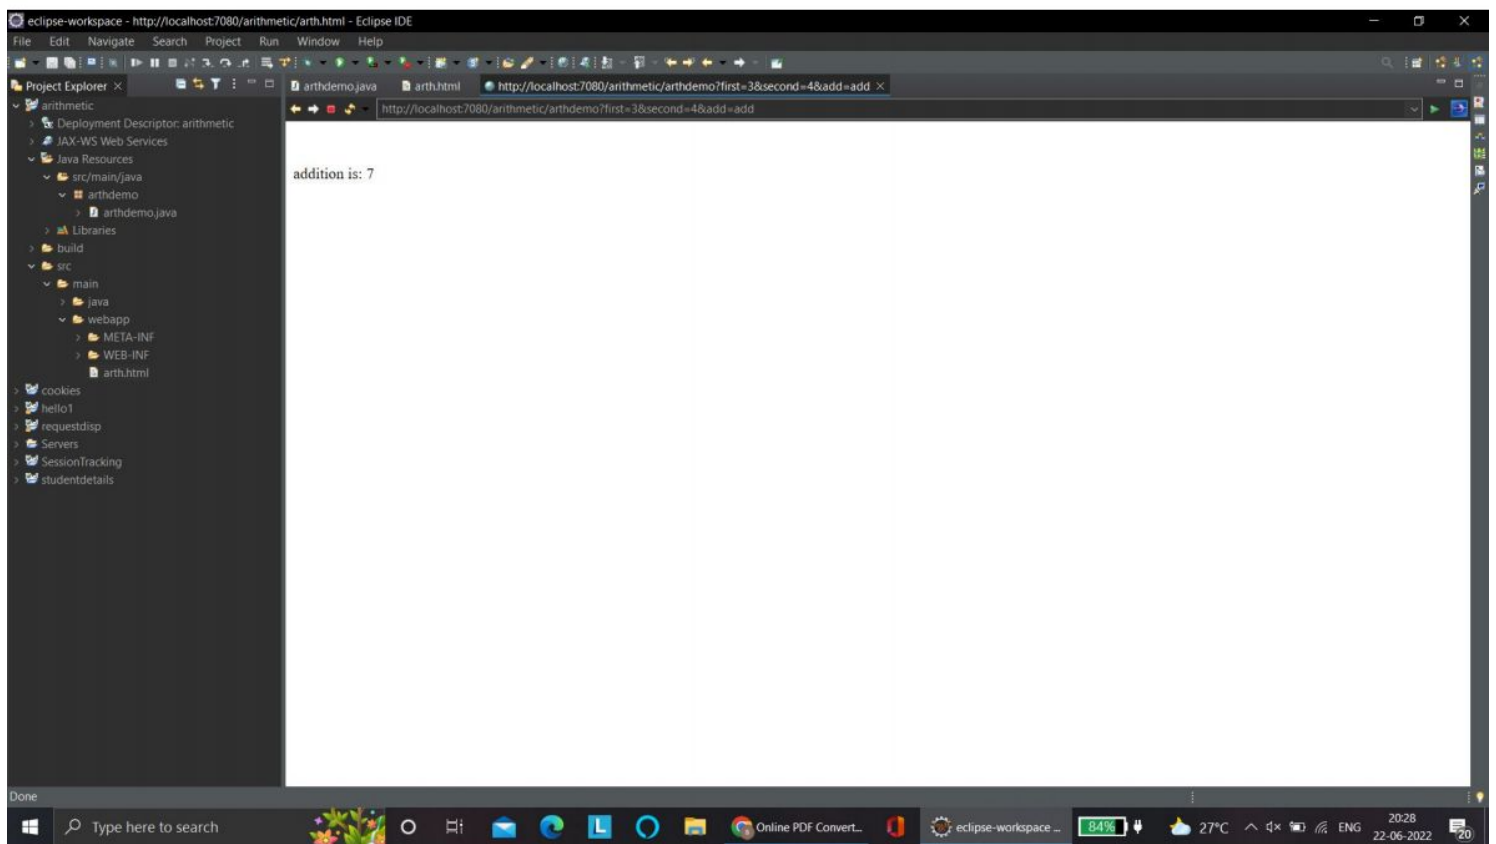 eclipse-workspace - http://localhost:7080/arithmetic/arth.html - Eclipse IDE
File Edit Navigate Search Project Run Window Help
Project Explorer
arthdemo.java arth.html http://localhost:7080/arithmetic/arthdemo?first=3&second=4&add=add
http://localhost:7080/arithmetic/arthdemo?first=3&second=4&add=add
arithmetic
Deployment Descriptor: arithmetic
JAX-WS Web Services
Java Resources
src/main/java
arthdemo
arthdemo.java
Libraries
build
src
main
java
webapp
META-INF
WEB-INF
arth.html
cookies
hello1
requestdisp
Servers
SessionTracking
studentdetails
addition is: 7
Done
Type here to search
L
Online PDF Convert...
eclipse-workspace ...
84%
27°C
ENG
20:28
22-06-2022
20